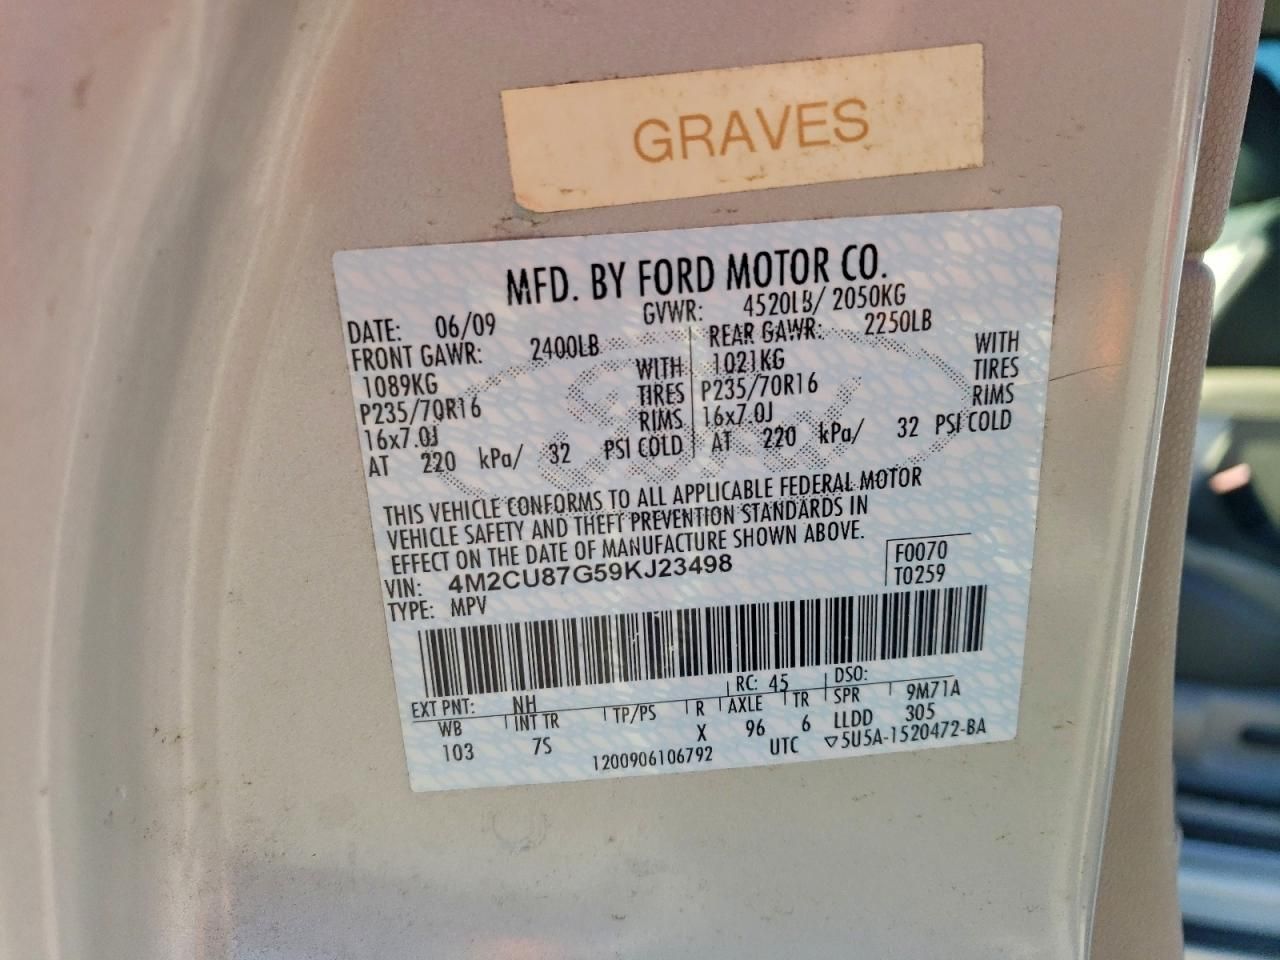 GRAVES
MFD. BY FORD MOTOR CO.
DATE: 06/09 GVWR: 4520LB/ 2050KG
FRONT GAWR: 2400LB REAR GAWR: 2250LB
1089KG WITH 1021KG WITH
P235/70R16 TIRES P235/70R16 TIRES
16x7.0J RIMS 16x7.0J RIMS
AT 220 kPa/ 32 PSI COLD AT 220 kPa/ 32 PSI COLD
THIS VEHICLE CONFORMS TO ALL APPLICABLE FEDERAL MOTOR
VEHICLE SAFETY AND THEFT PREVENTION STANDARDS IN
EFFECT ON THE DATE OF MANUFACTURE SHOWN ABOVE.
VIN: 4M2CU87G59KJ23498 F0070
TYPE: MPV T0259
EXT PNT: NH RC: 45 DSO:
WB INT TR TP/PS R AXLE TR SPR 9M71A
103 7S X 96 6 LLDD 305
1200906106792 UTC ▽5U5A-1520472-BA